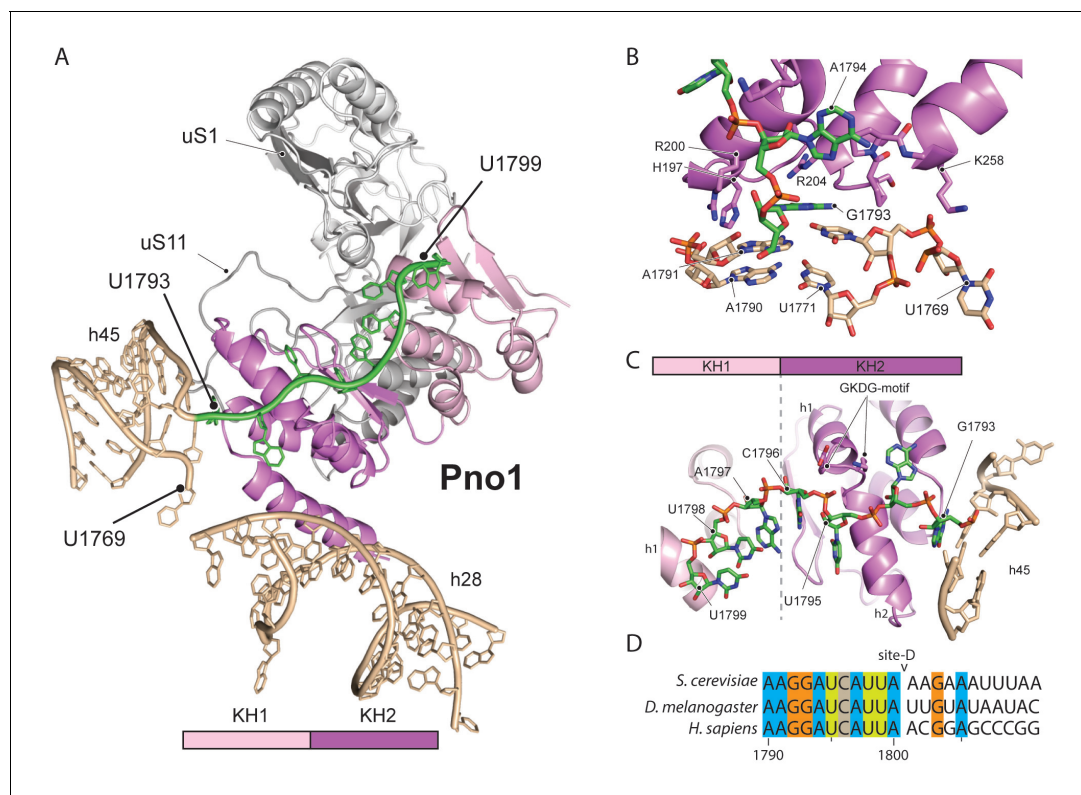 A
uS1
U1799
uS11
U1793
h45
Pno1
U1769
h28
KH1 KH2
B
A1794
R200
H197
R204
K258
G1793
A1791
A1790
U1771
U1769
C
KH1 KH2
h1
GKDG-motif
G1793
C1796
A1797
U1798
h1
U1795
U1799
h2
h45
D
site-D
v
S. cerevisiae AAGGAUCAUUA AAGAAAUUUAA
D. melanogaster AAGGAUCAUUA UUGUAUAAUAC
H. sapiens AAGGAUCAUUA ACGGAGCCCGG
1790 1800